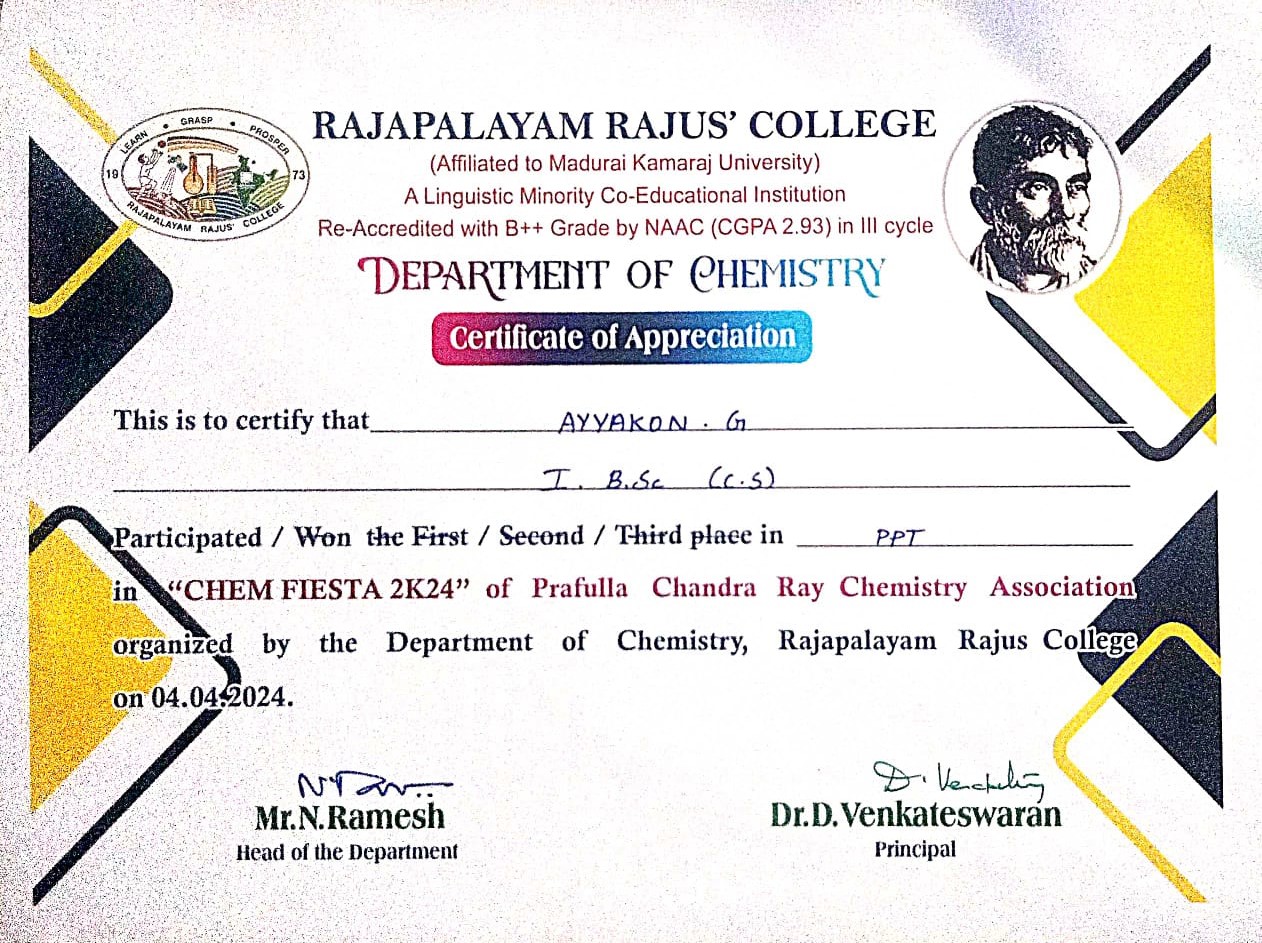 LEARN • GRASP • PROSPER
19 73
RAJAPALAYAM RAJUS' COLLEGE
RAJAPALAYAM RAJUS' COLLEGE
(Affiliated to Madurai Kamaraj University)
A Linguistic Minority Co-Educational Institution
Re-Accredited with B++ Grade by NAAC (CGPA 2.93) in III cycle
DEPARTMENT OF CHEMISTRY
Certificate of Appreciation
This is to certify that AYYAKON . G
I. B.Sc (C.S)
Participated / Won the First / Second / Third place in PPT
in "CHEM FIESTA 2K24" of Prafulla Chandra Ray Chemistry Association
organized by the Department of Chemistry, Rajapalayam Rajus College
on 04.04.2024.
Mr.N.Ramesh
Head of the Department
Dr.D.Venkateswaran
Principal